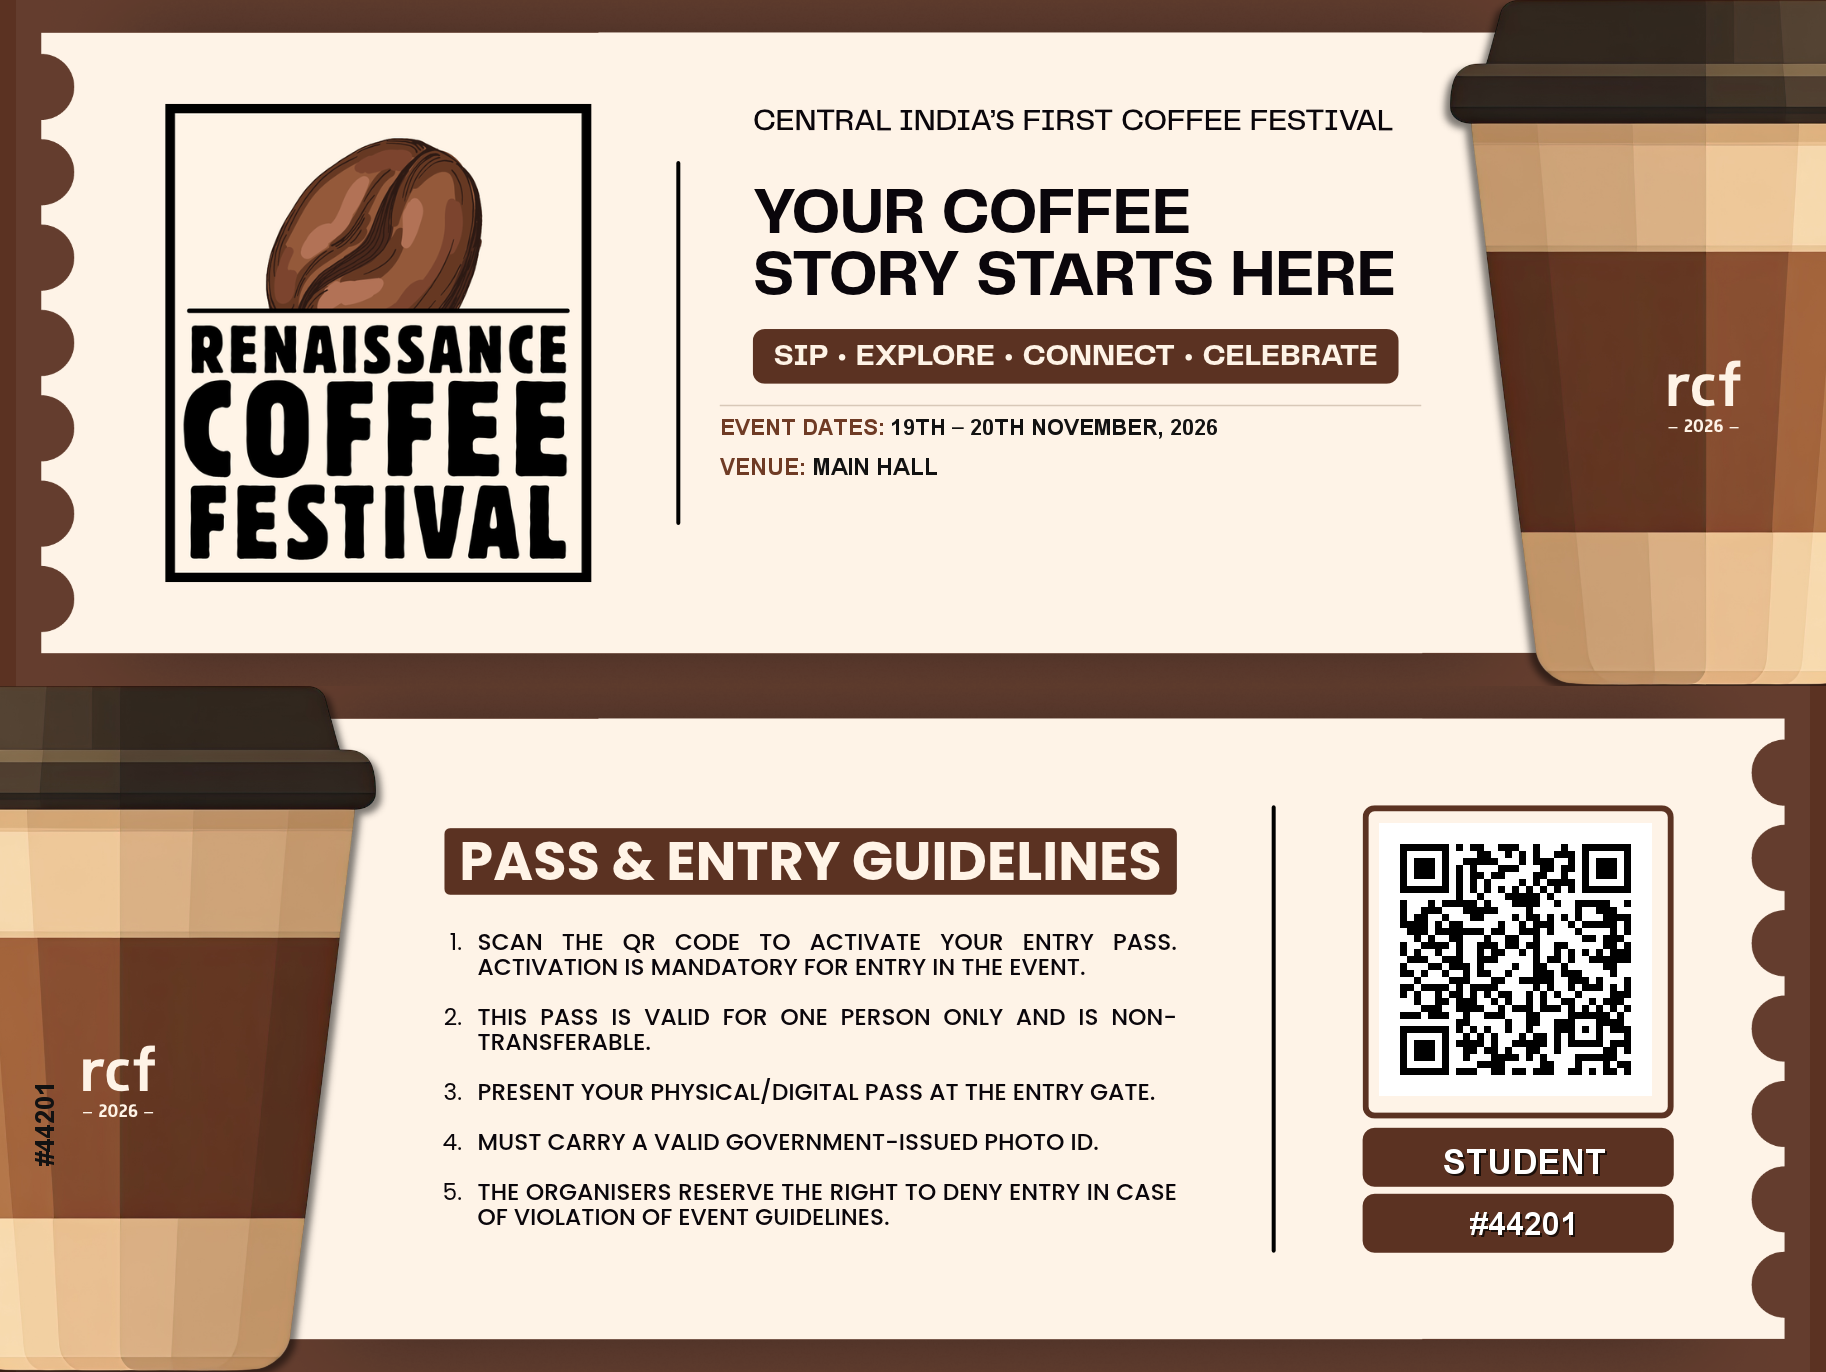 CENTRAL INDIA'S FIRST COFFEE FESTIVAL
YOUR COFFEE
STORY STARTS HERE
SIP • EXPLORE • CONNECT • CELEBRATE
EVENT DATES: 19TH – 20TH NOVEMBER, 2026
VENUE: MAIN HALL
RENAISSANCE
COFFEE
FESTIVAL
rcf
– 2026 –
PASS & ENTRY GUIDELINES
1. SCAN THE QR CODE TO ACTIVATE YOUR ENTRY PASS.
ACTIVATION IS MANDATORY FOR ENTRY IN THE EVENT.
2. THIS PASS IS VALID FOR ONE PERSON ONLY AND IS NON-
TRANSFERABLE.
3. PRESENT YOUR PHYSICAL/DIGITAL PASS AT THE ENTRY GATE.
4. MUST CARRY A VALID GOVERNMENT-ISSUED PHOTO ID.
5. THE ORGANISERS RESERVE THE RIGHT TO DENY ENTRY IN CASE
OF VIOLATION OF EVENT GUIDELINES.
rcf
– 2026 –
#44201
STUDENT
#44201